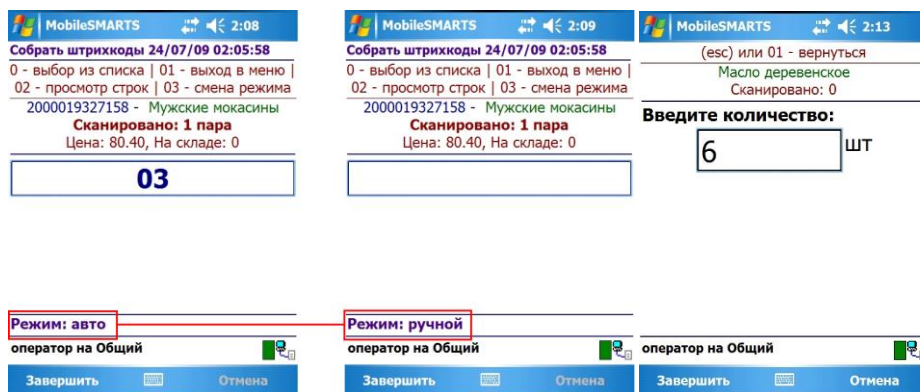 MobileSMARTS 2:08
Собрать штрихкоды 24/07/09 02:05:58
0 - выбор из списка | 01 - выход в меню |
02 - просмотр строк | 03 - смена режима
2000019327158 - Мужские мокасины
Сканировано: 1 пара
Цена: 80.40, На складе: 0
03
Режим: авто
оператор на Общий
Завершить Отмена
MobileSMARTS 2:09
Собрать штрихкоды 24/07/09 02:05:58
0 - выбор из списка | 01 - выход в меню |
02 - просмотр строк | 03 - смена режима
2000019327158 - Мужские мокасины
Сканировано: 1 пара
Цена: 80.40, На складе: 0
Режим: ручной
оператор на Общий
Завершить Отмена
MobileSMARTS 2:13
(esc) или 01 - вернуться
Масло деревенское
Сканировано: 0
Введите количество:
6 шт
оператор на Общий
Завершить Отмена